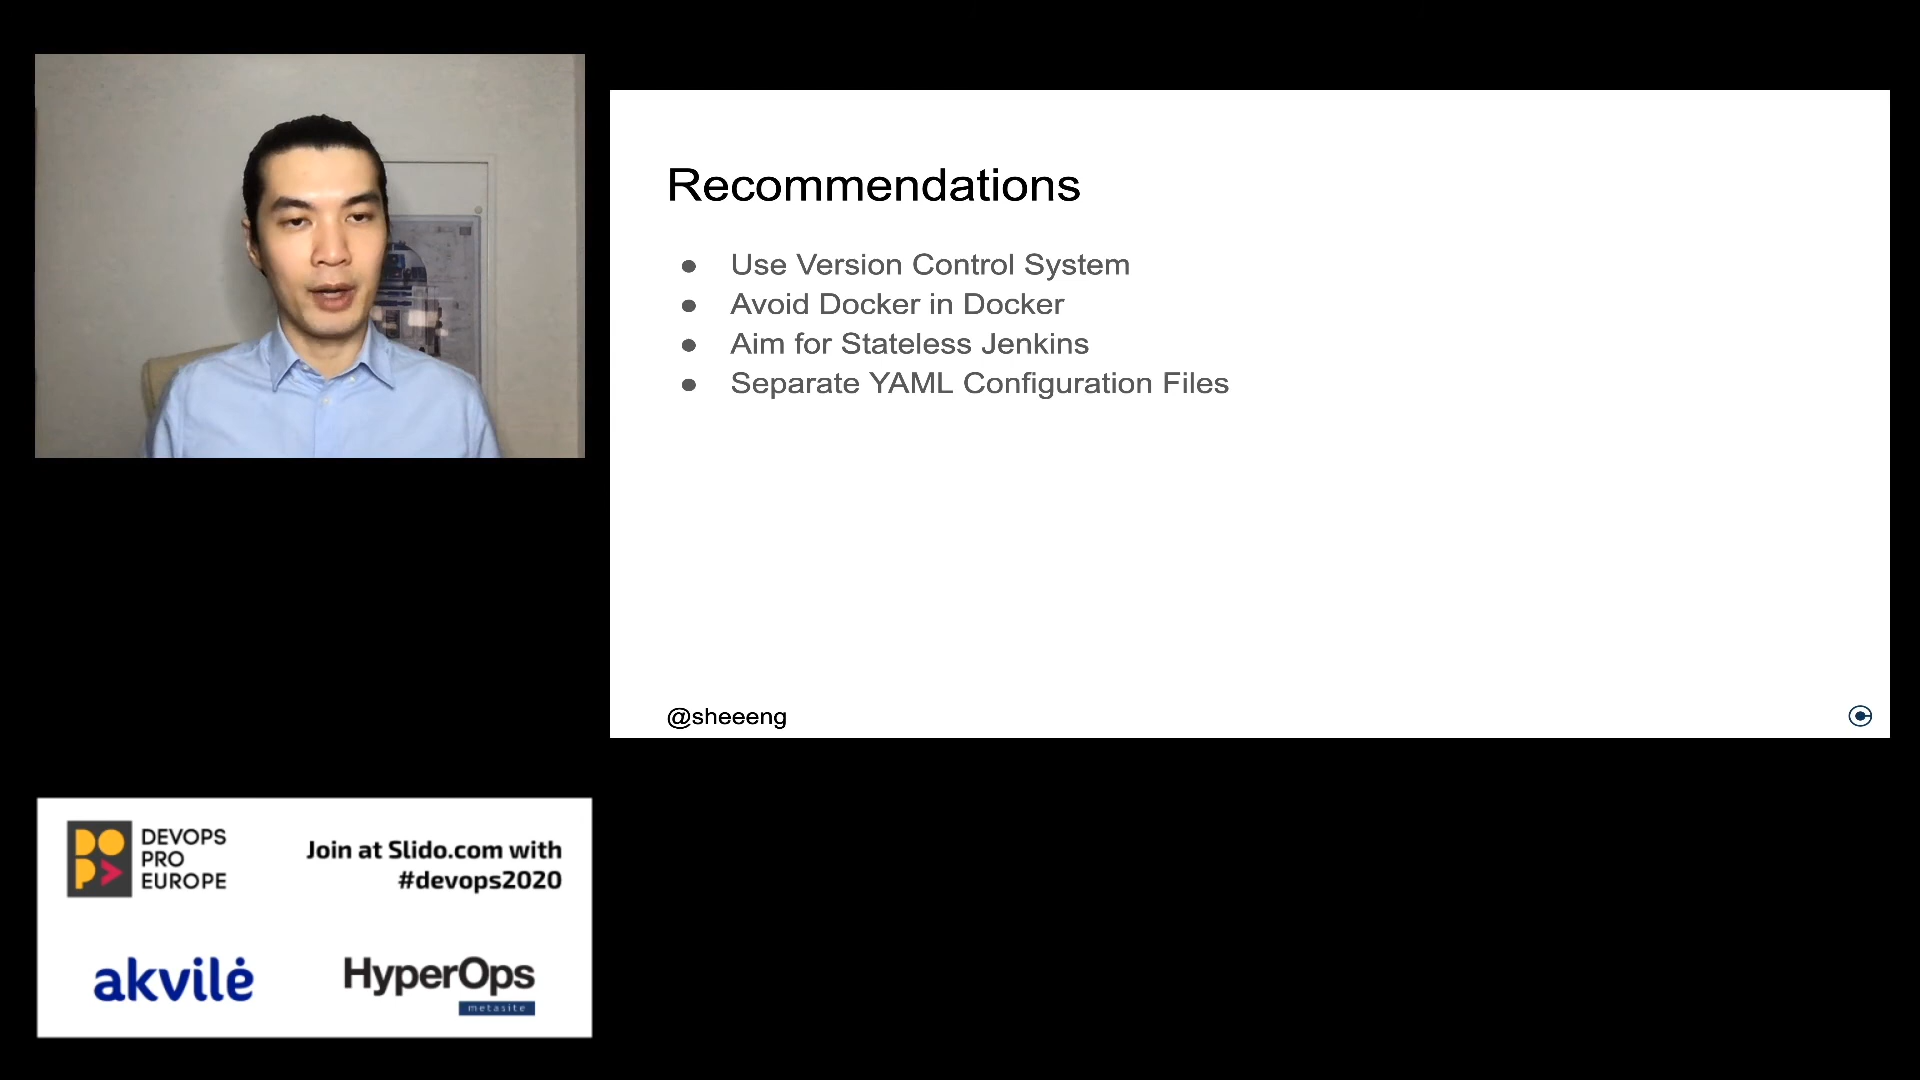 Recommendations
● Use Version Control System
● Avoid Docker in Docker
● Aim for Stateless Jenkins
● Separate YAML Configuration Files
@sheeeng
DEVOPS
PRO
EUROPE
Join at Slido.com with
#devops2020
akvilė
HyperOps
metasite